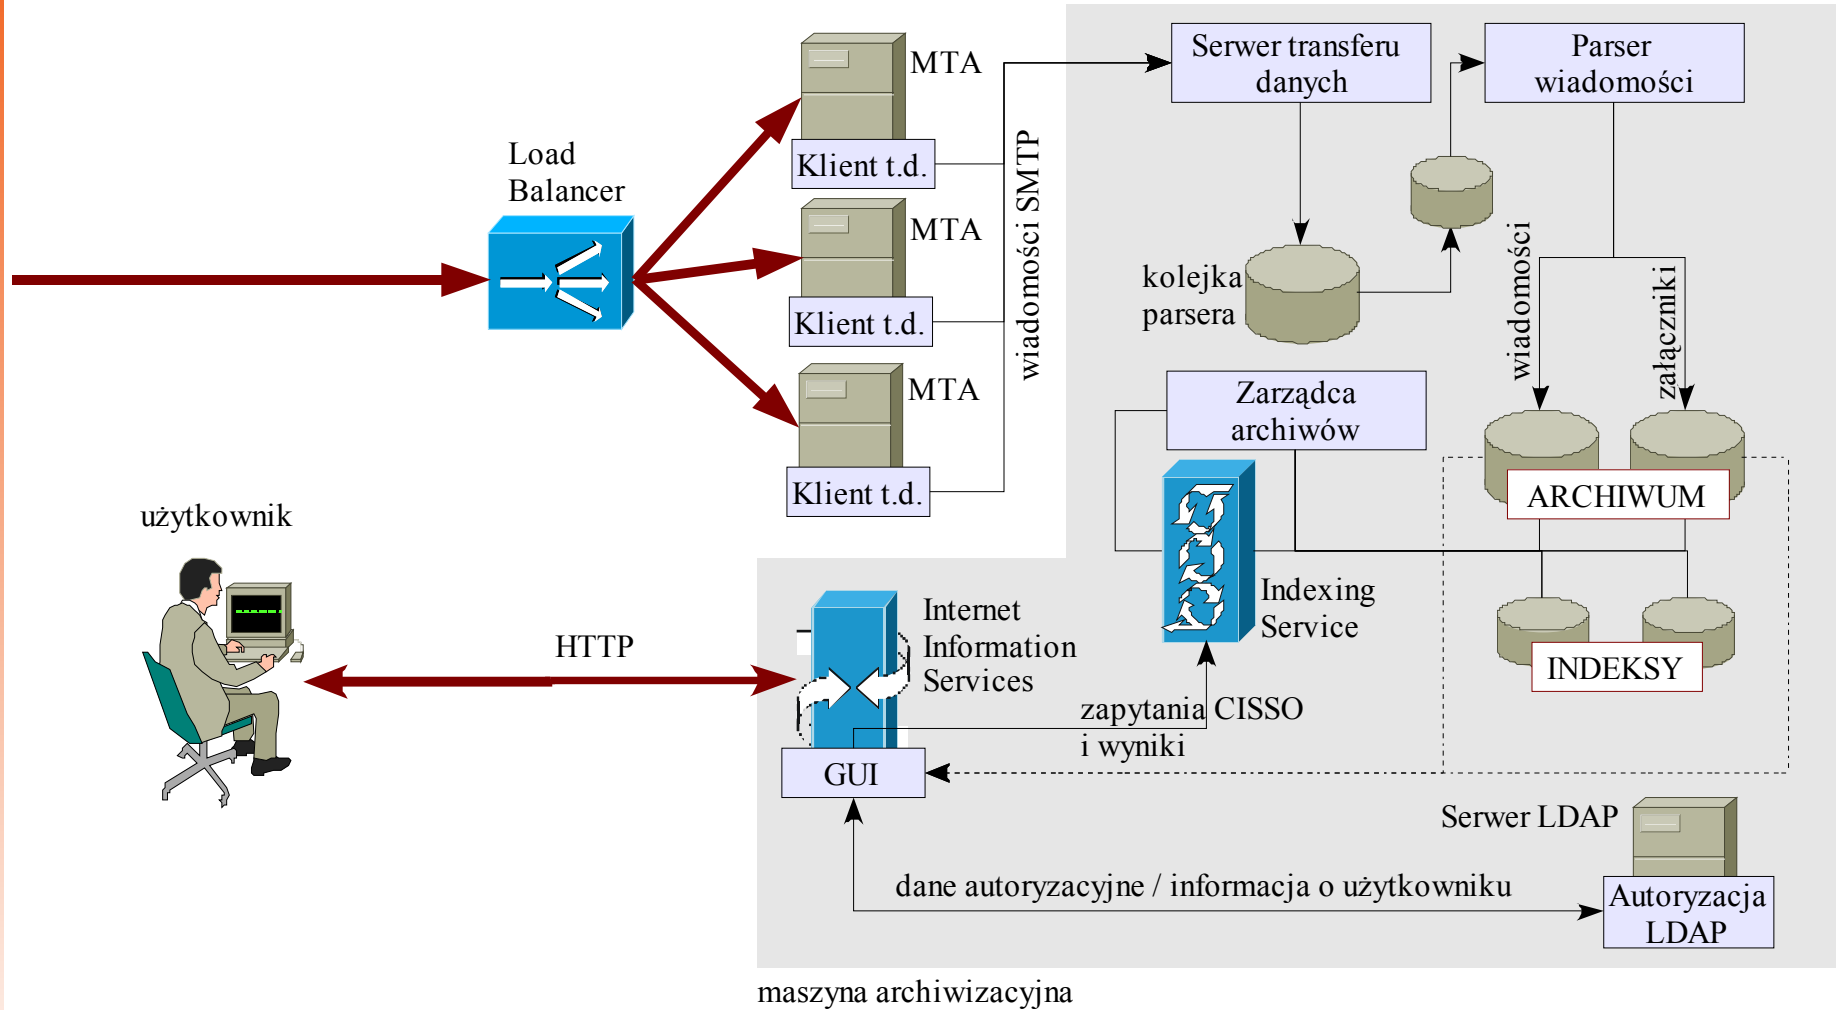 Load
Balancer
MTA
Klient t.d.
MTA
Klient t.d.
MTA
Klient t.d.
wiadomości SMTP
Serwer transferu
danych
Parser
wiadomości
kolejka
parsera
wiadomości
załączniki
Zarządca
archiwów
ARCHIWUM
Indexing
Service
INDEKSY
użytkownik
HTTP
Internet
Information
Services
zapytania CISSO
i wyniki
GUI
Serwer LDAP
dane autoryzacyjne / informacja o użytkowniku
Autoryzacja
LDAP
maszyna archiwizacyjna